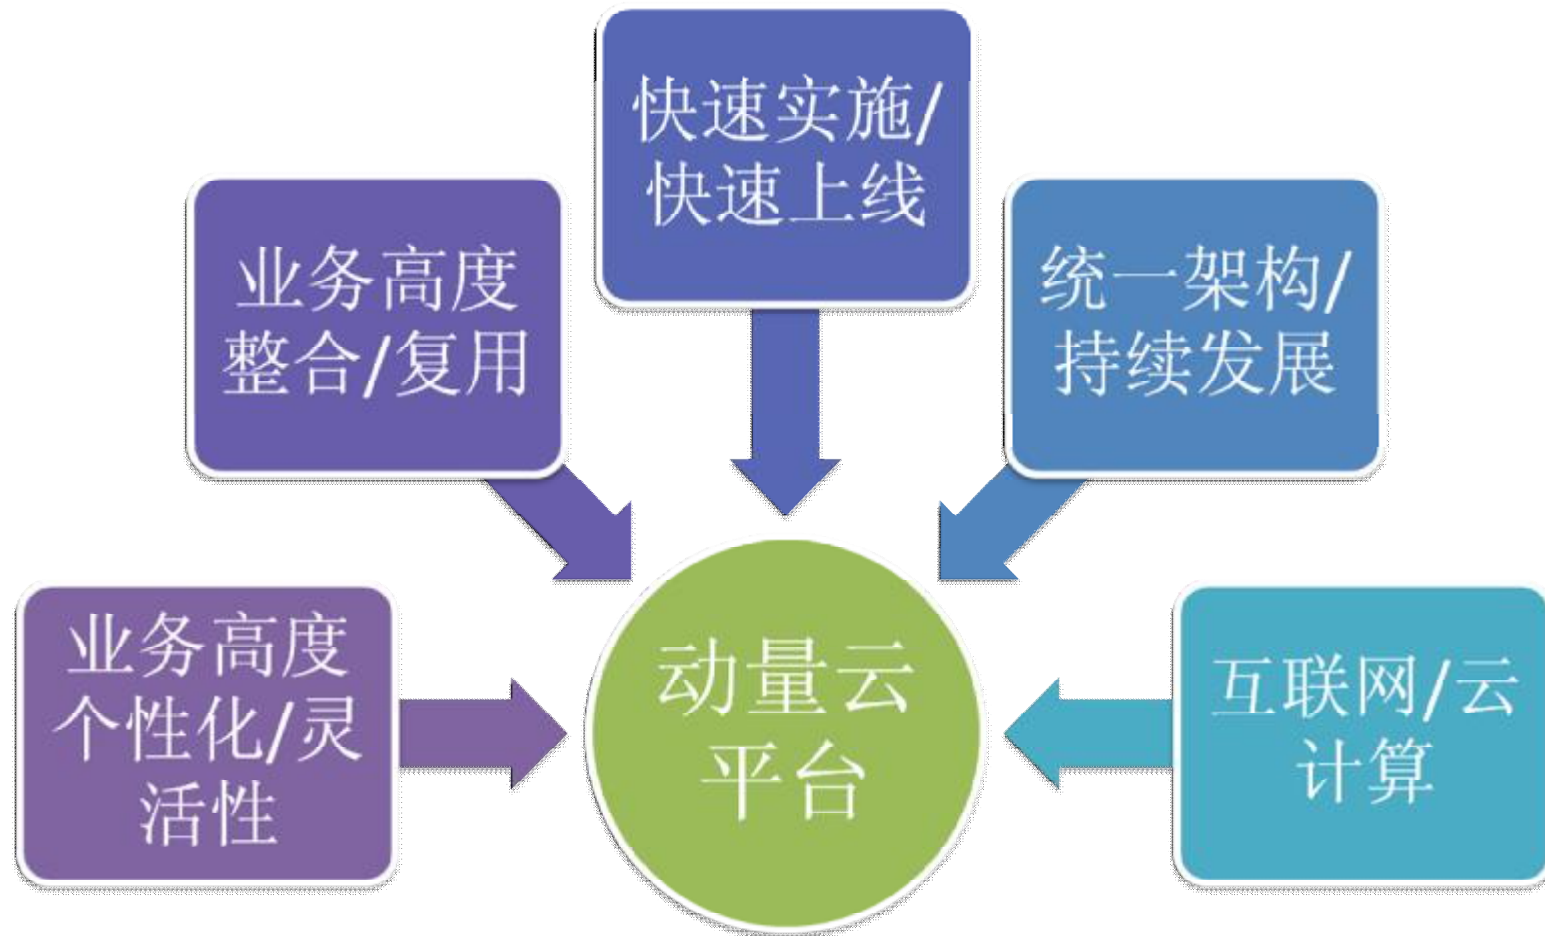 快速实施/
快速上线
业务高度
整合/复用
统一架构/
持续发展
业务高度
个性化/灵
活性
动量云
平台
互联网/云
计算